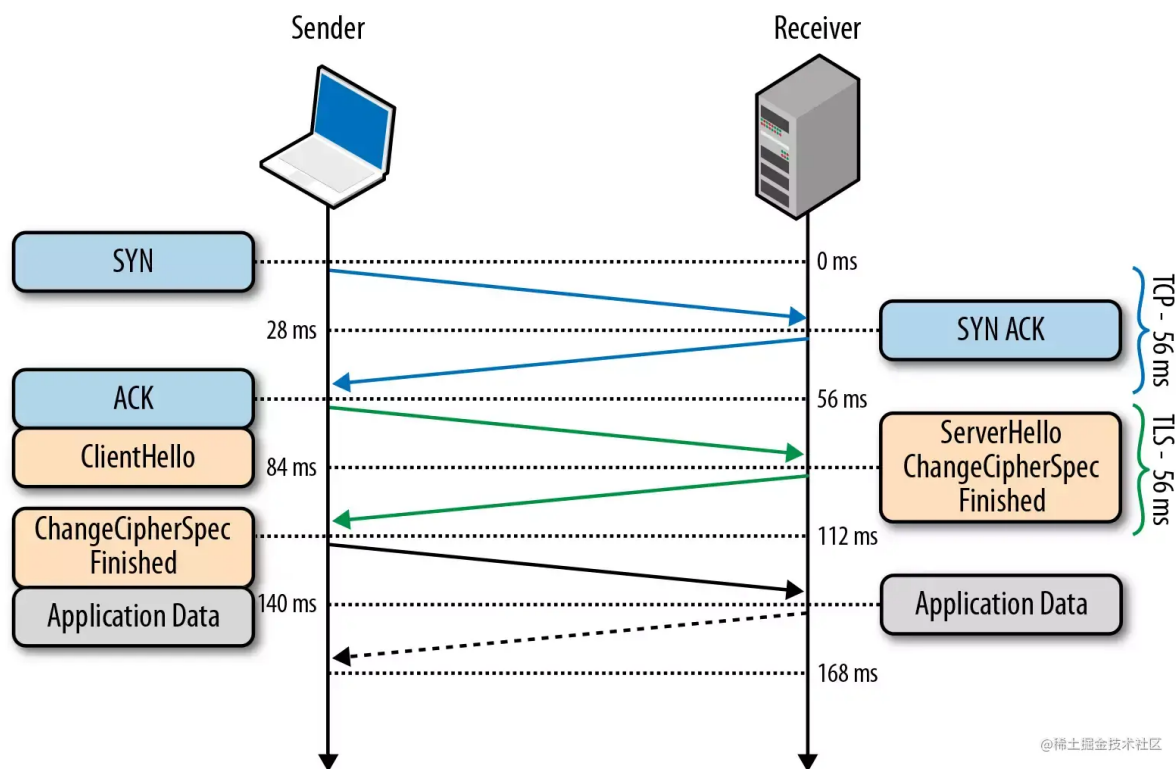 Sender
Receiver
SYN
0 ms
28 ms
SYN ACK
TCP - 56 ms
ACK
56 ms
ClientHello
84 ms
ServerHello
ChangeCipherSpec
Finished
TLS - 56 ms
ChangeCipherSpec
Finished
112 ms
Application Data
140 ms
Application Data
168 ms
@稀土掘金技术社区